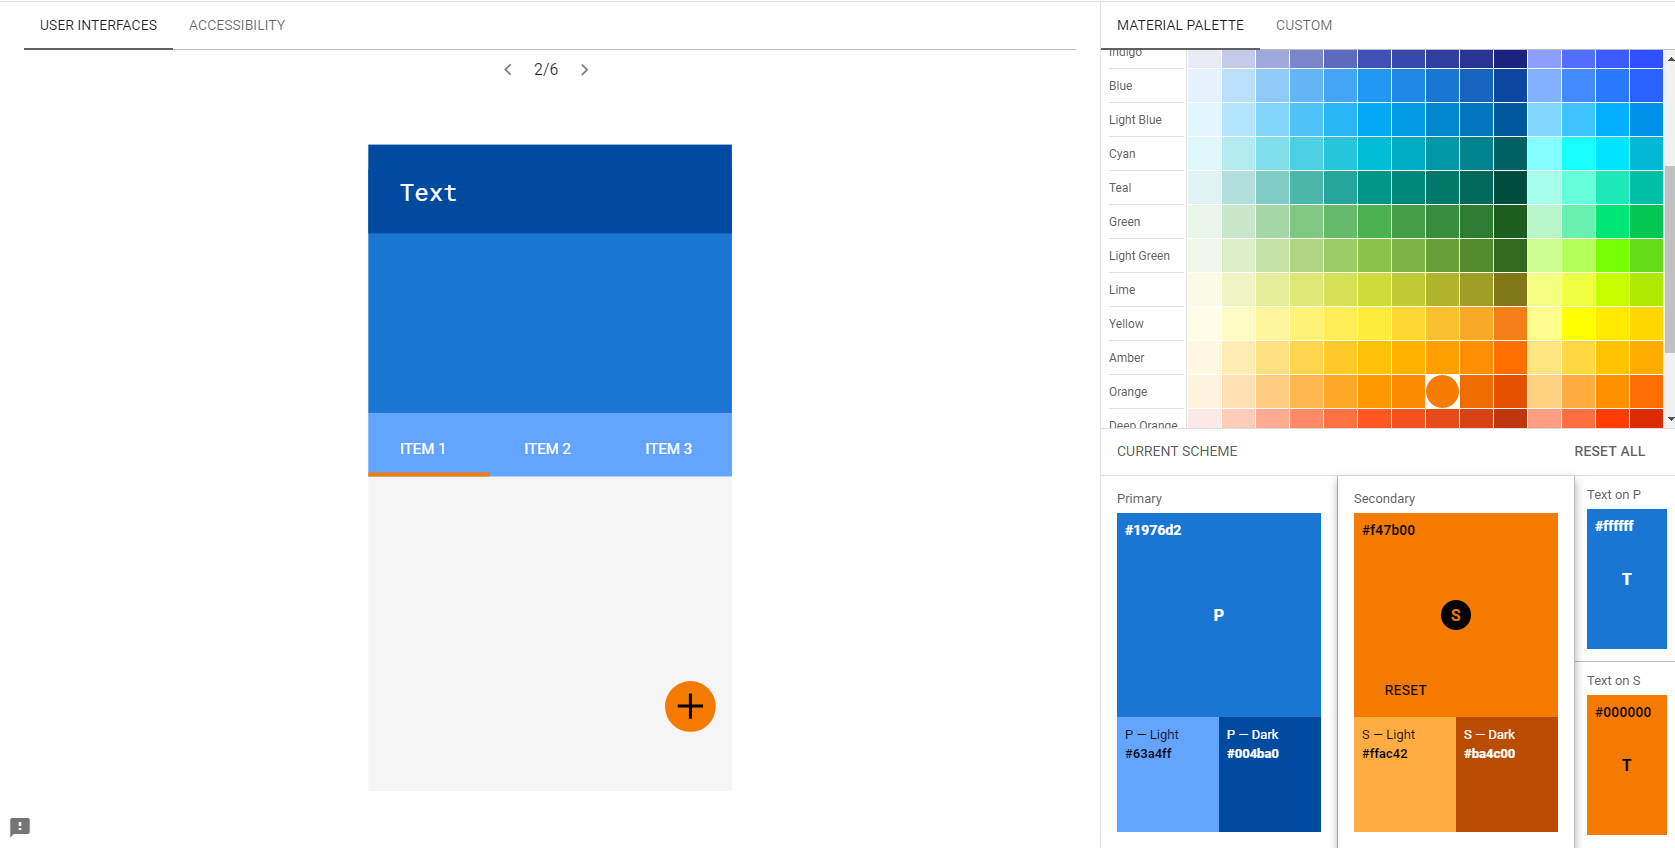 USER INTERFACES ACCESSIBILITY
2/6
Text
ITEM 1 ITEM 2 ITEM 3
MATERIAL PALETTE CUSTOM
Indigo
Blue
Light Blue
Cyan
Teal
Green
Light Green
Lime
Yellow
Amber
Orange
Deep Orange
CURRENT SCHEME RESET ALL
Primary
#1976d2
P
P — Light
#63a4ff
P — Dark
#004ba0
Secondary
#f47b00
S
RESET
S — Light
#ffac42
S — Dark
#ba4c00
Text on P
#ffffff
T
Text on S
#000000
T